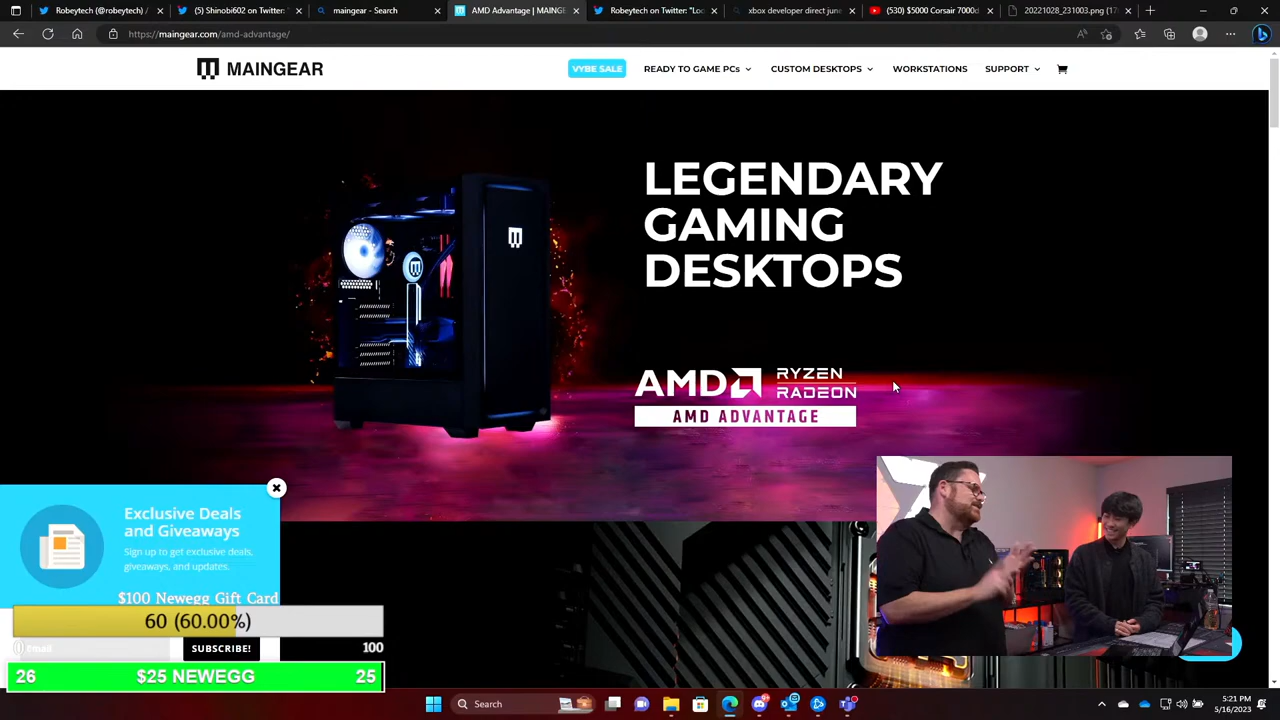 Robeytech (@robeytech) /
(5) Shinobi602 on Twitter: "
maingear - Search
AMD Advantage | MAINGE
Robeytech on Twitter: "Loo
xbox developer direct june
(530) $5000 Corsair 7000d
20221028_231003.png (17
https://maingear.com/amd-advantage/
MAINGEAR
VYBE SALE
READY TO GAME PCs
CUSTOM DESKTOPS
WORKSTATIONS
SUPPORT
LEGENDARY
GAMING
DESKTOPS
AMD
RYZEN
RADEON
AMD ADVANTAGE
Exclusive Deals
and Giveaways
Sign up to get exclusive deals,
giveaways, and updates.
$100 Newegg Gift Card
60 (60.00%)
Email
SUBSCRIBE!
100
26
$25 NEWEGG
25
Search
5:21 PM
5/16/2023